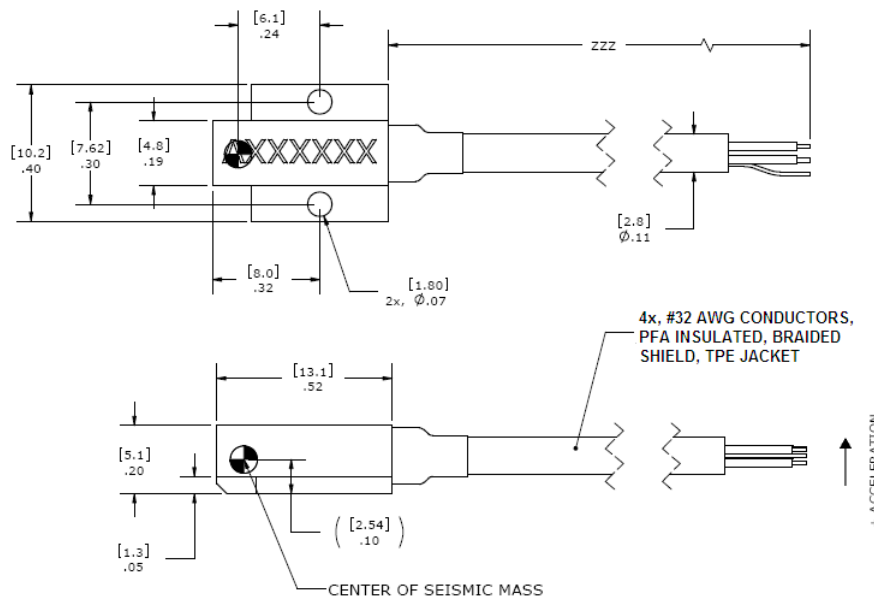 [6.1]
.24
ZZZ
[10.2]
.40
[7.62]
.30
[4.8]
.19
AXXXXXX
[2.8]
Ø.11
[8.0]
.32
[1.80]
2x, Ø.07
4x, #32 AWG CONDUCTORS,
PFA INSULATED, BRAIDED
SHIELD, TPE JACKET
[13.1]
.52
[5.1]
.20
ACCELERATION
( [2.54] )
.10
[1.3]
.05
CENTER OF SEISMIC MASS